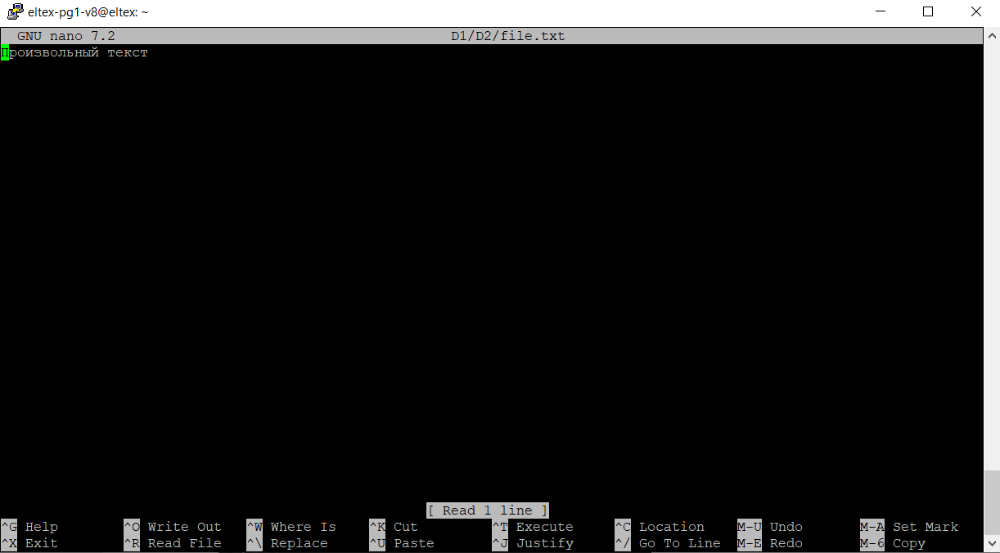 eltex-pg1-v8@eltex: ~
GNU nano 7.2 D1/D2/file.txt
Произвольный текст
[ Read 1 line ]
^G Help ^O Write Out ^W Where Is ^K Cut ^T Execute ^C Location M-U Undo M-A Set Mark
^X Exit ^R Read File ^\ Replace ^U Paste ^J Justify ^/ Go To Line M-E Redo M-6 Copy